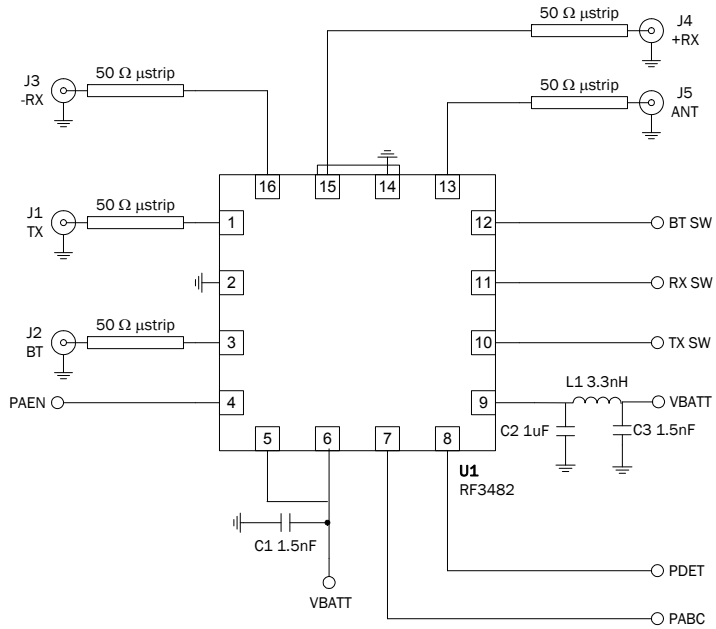 50 Ω µstrip
J4
+RX
J3
-RX
50 Ω µstrip
50 Ω µstrip
J5
ANT
16
15
14
13
J1
TX
50 Ω µstrip
1
12
BT SW
2
11
RX SW
J2
BT
50 Ω µstrip
3
10
TX SW
L1 3.3nH
PAEN
4
9
VBATT
C2 1uF
C3 1.5nF
5
6
7
8
U1
RF3482
C1 1.5nF
PDET
VBATT
PABC